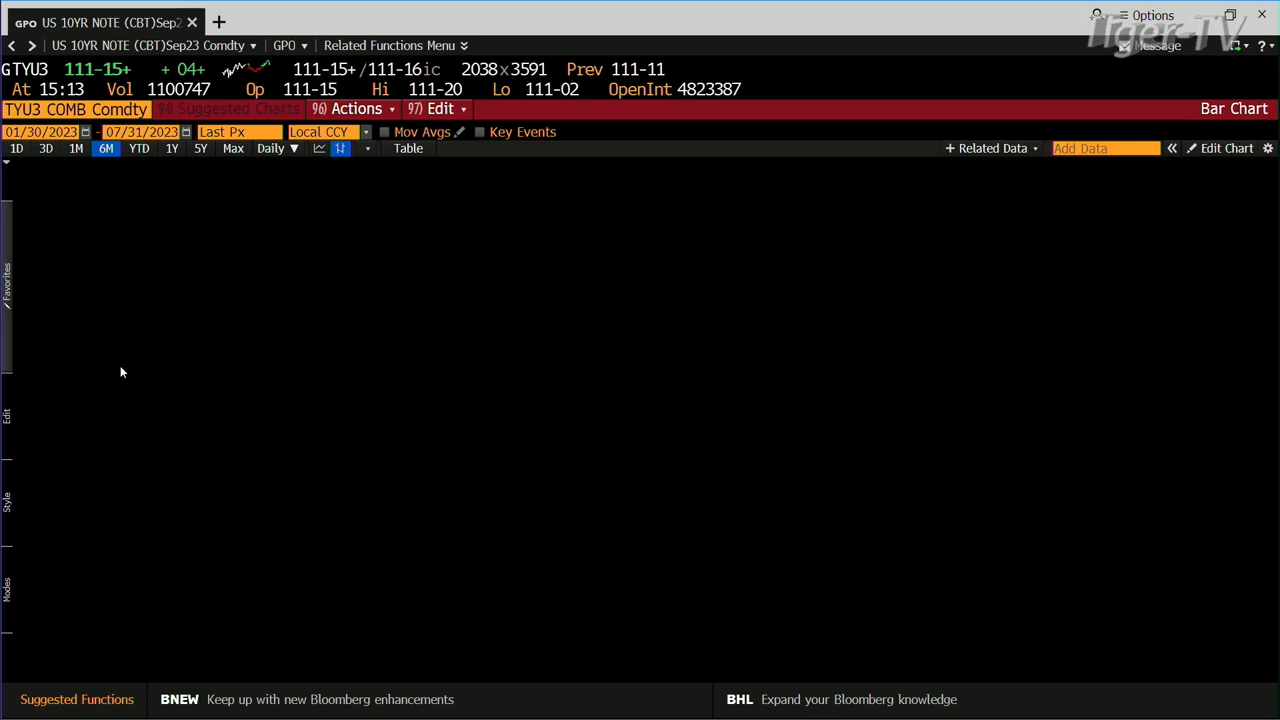 GPO US 10YR NOTE (CBT)Sep2 × +
Options
Tiger-TV
< > US 10YR NOTE (CBT)Sep23 Comdty ▾ | GPO ▾ | Related Functions Menu
Message ?
GTYU3 111-15+ + 04+ 111-15+/111-16ic 2038x3591 Prev 111-11
At 15:13 Vol 1100747 Op 111-15 Hi 111-20 Lo 111-02 OpenInt 4823387
TYU3 COMB Comdty 94) Suggested Charts 96) Actions 97) Edit Bar Chart
01/30/2023 - 07/31/2023 Last Px Local CCY Mov Avgs Key Events
1D 3D 1M 6M YTD 1Y 5Y Max Daily ▼ Table + Related Data Add Data « Edit Chart
Favorites
Edit
Style
Modes
Suggested Functions BNEW Keep up with new Bloomberg enhancements BHL Expand your Bloomberg knowledge